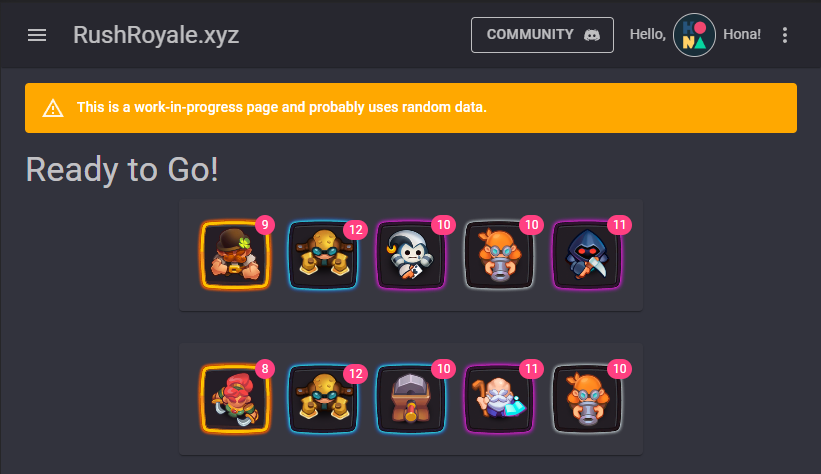 RushRoyale.xyz
COMMUNITY
Hello,
HONA
Hona!
This is a work-in-progress page and probably uses random data.
Ready to Go!
9 12 10 10 11
8 12 10 11 10